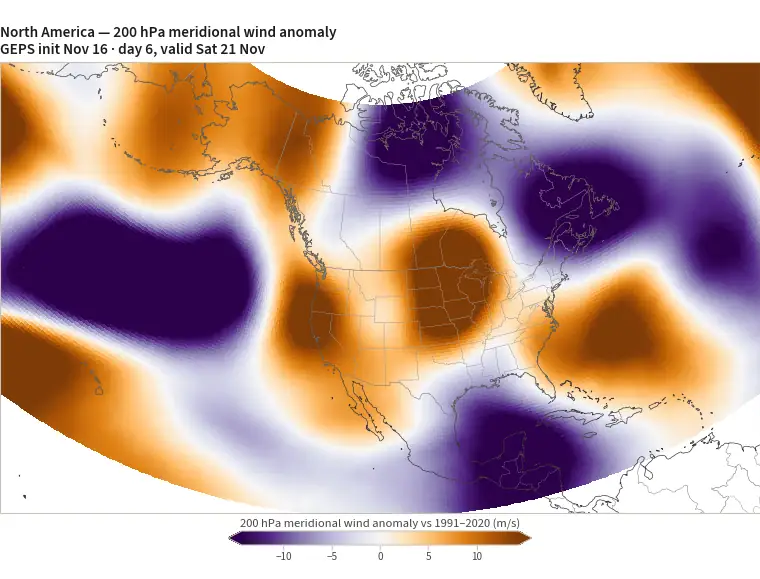 North America — 200 hPa meridional wind anomaly
GEPS init Nov 16 · day 6, valid Sat 21 Nov
200 hPa meridional wind anomaly vs 1991–2020 (m/s)
−10 −5 0 5 10